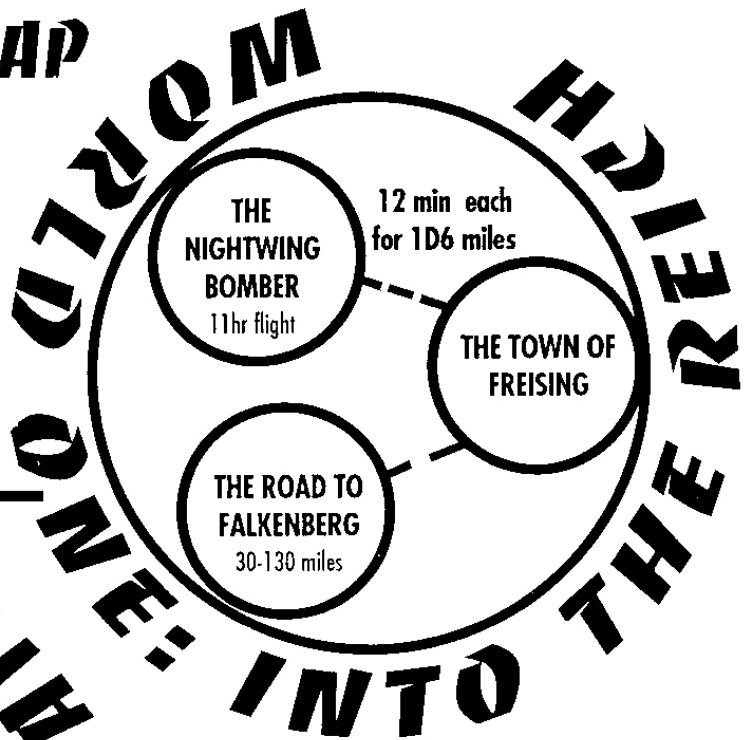 AP
WORLD ONE: INTO THE REICH
THE
NIGHTWING
BOMBER
11hr flight
12 min each
for 1D6 miles
THE TOWN OF
FREISING
THE ROAD TO
FALKENBERG
30-130 miles